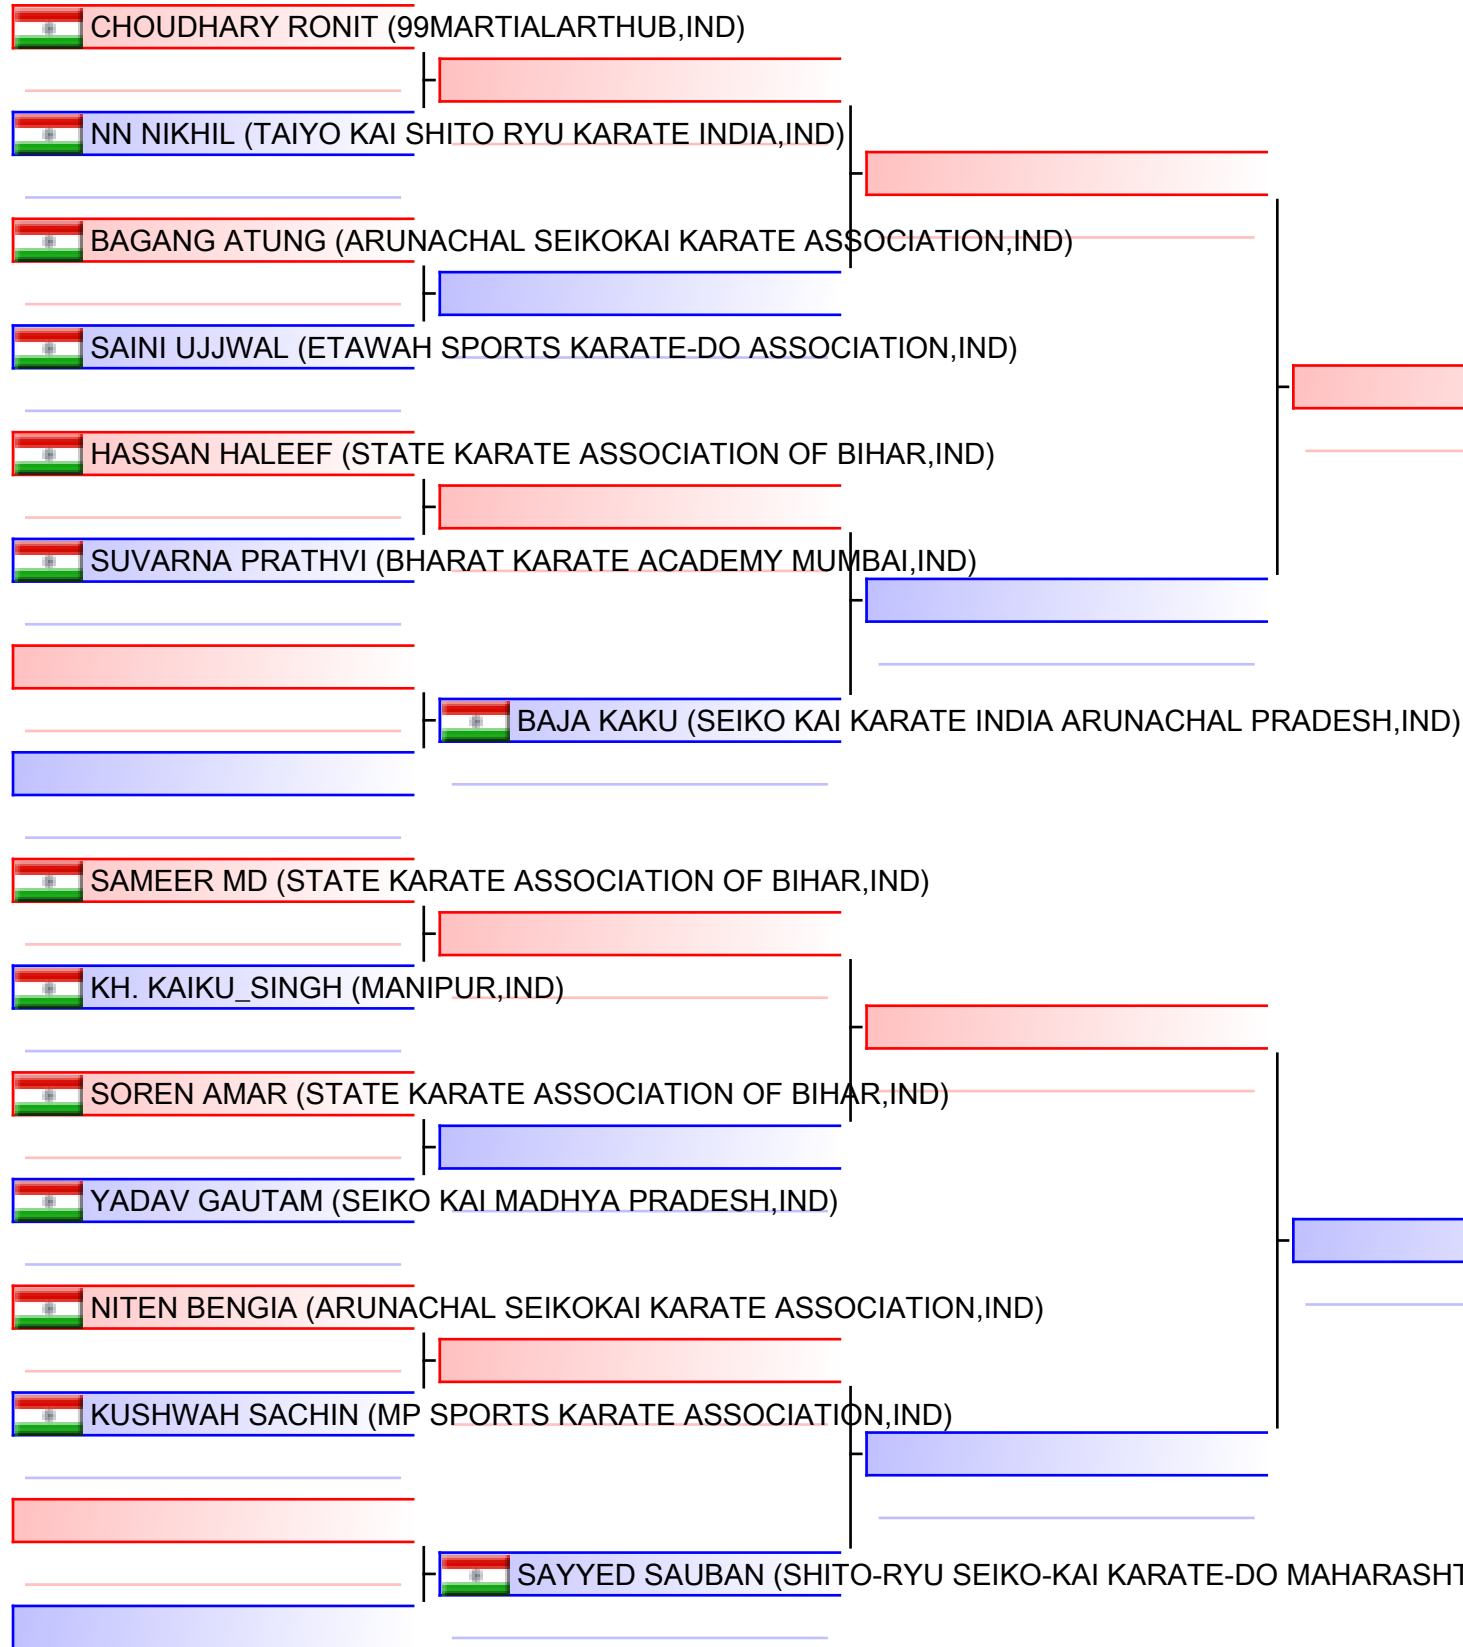 CHOUDHARY RONIT (99MARTIALARTHUB,IND)
NN NIKHIL (TAIYO KAI SHITO RYU KARATE INDIA,IND)
BAGANG ATUNG (ARUNACHAL SEIKOKAI KARATE ASSOCIATION,IND)
SAINI UJJWAL (ETAWAH SPORTS KARATE-DO ASSOCIATION,IND)
HASSAN HALEEF (STATE KARATE ASSOCIATION OF BIHAR,IND)
SUVARNA PRATHVI (BHARAT KARATE ACADEMY MUMBAI,IND)
BAJA KAKU (SEIKO KAI KARATE INDIA ARUNACHAL PRADESH,IND)
SAMEER MD (STATE KARATE ASSOCIATION OF BIHAR,IND)
KH. KAIKU_SINGH (MANIPUR,IND)
SOREN AMAR (STATE KARATE ASSOCIATION OF BIHAR,IND)
YADAV GAUTAM (SEIKO KAI MADHYA PRADESH,IND)
NITEN BENGIA (ARUNACHAL SEIKOKAI KARATE ASSOCIATION,IND)
KUSHWAH SACHIN (MP SPORTS KARATE ASSOCIATION,IND)
SAYYED SAUBAN (SHITO-RYU SEIKO-KAI KARATE-DO MAHARASHT